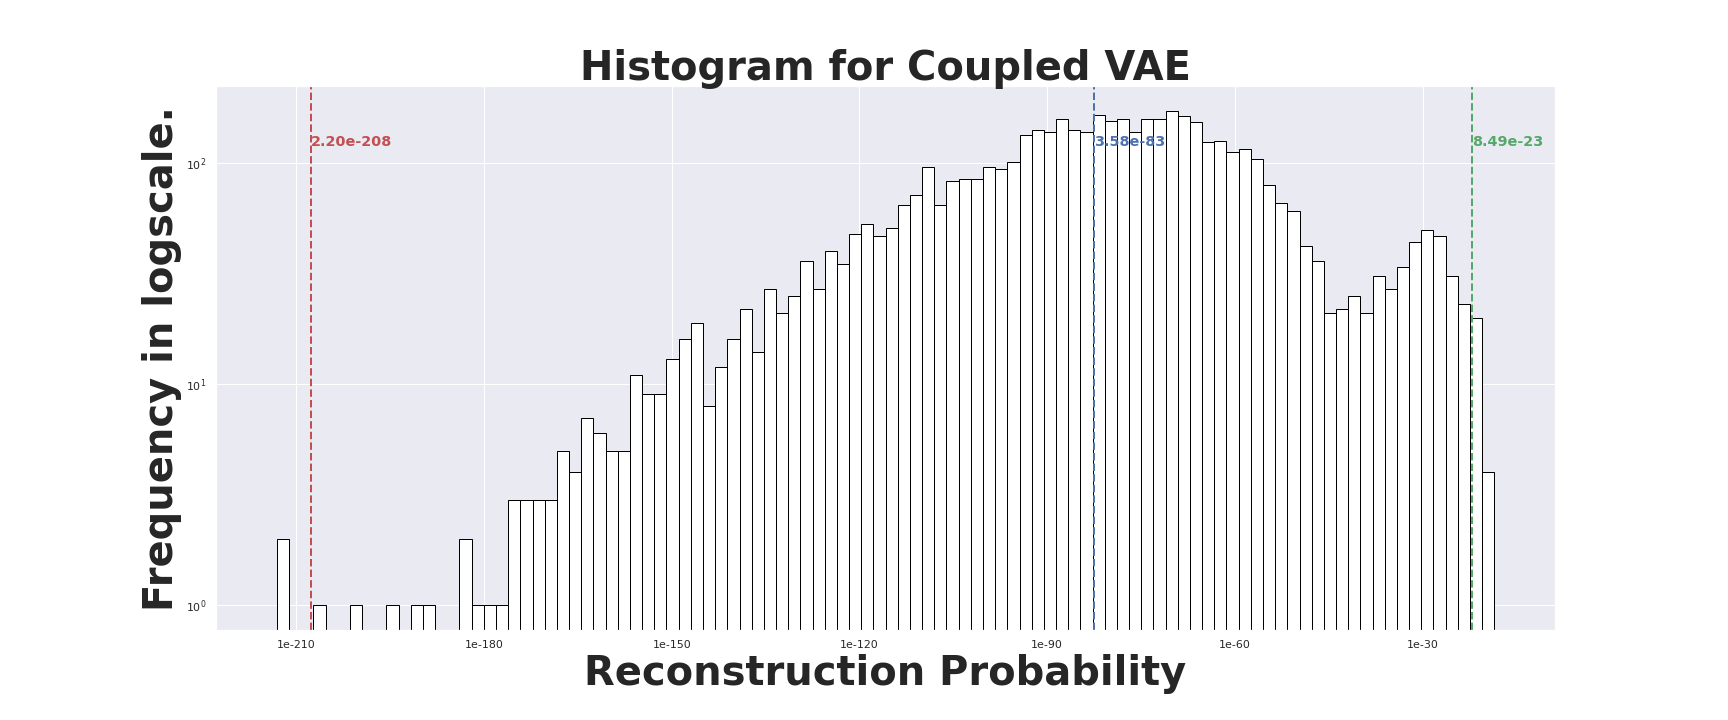 Histogram for Coupled VAE
Frequency in logscale.
10²
10¹
10⁰
2.20e-208
3.58e-83
8.49e-23
1e-210
1e-180
1e-150
1e-120
1e-90
1e-60
1e-30
Reconstruction Probability